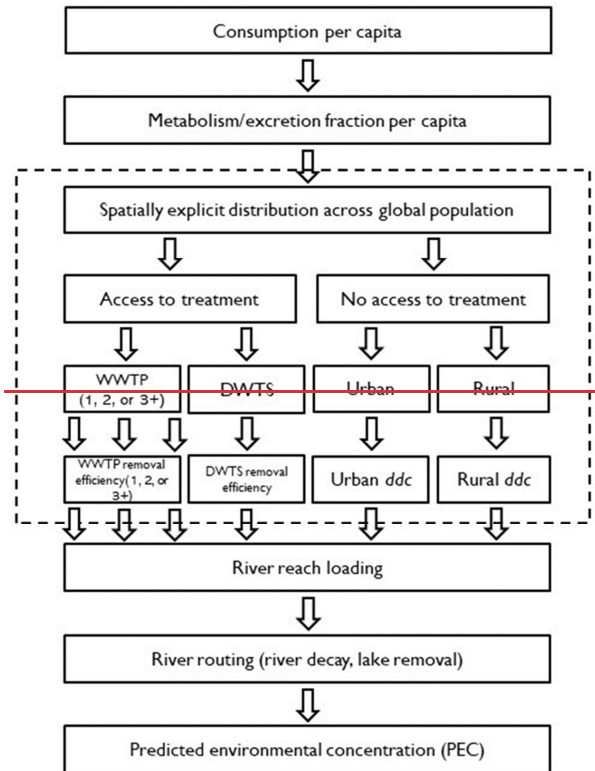 Consumption per capita
Metabolism/excretion fraction per capita
Spatially explicit distribution across global population
Access to treatment
No access to treatment
WWTP
(1, 2, or 3+)
DWTS
Urban
Rural
WWTP removal
efficiency(1, 2, or
3+)
DWTS removal
efficiency
Urban ddc
Rural ddc
River reach loading
River routing (river decay, lake removal)
Predicted environmental concentration (PEC)